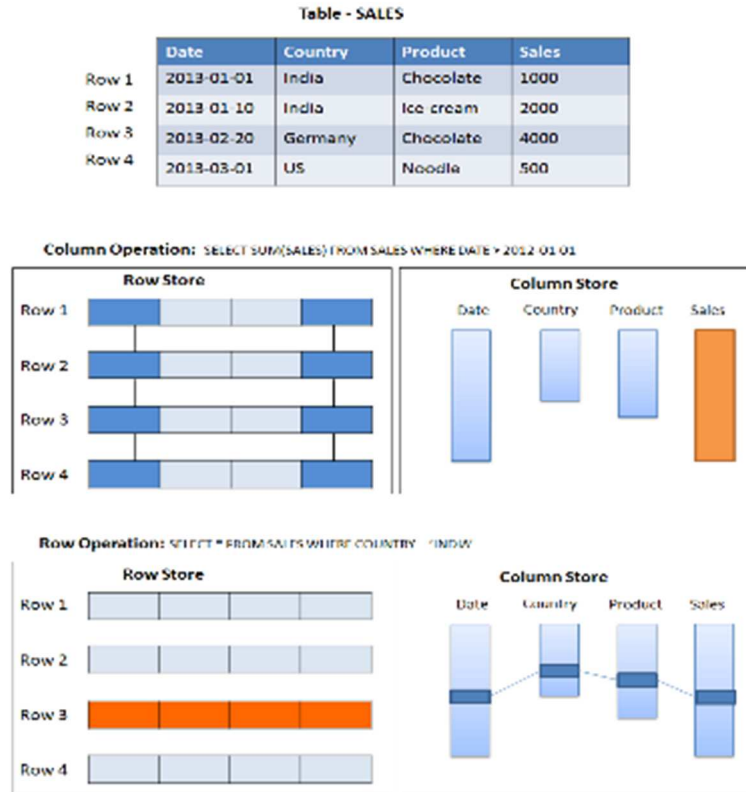 Table - SALES
Date Country Product Sales
Row 1 2013-01-01 India Chocolate 1000
Row 2 2013-01-10 India Ice-cream 2000
Row 3 2013-02-20 Germany Chocolate 4000
Row 4 2013-03-01 US Noodle 500
Column Operation: SELECT SUM(SALES) FROM SALES WHERE DATE > 2012-01-01
Row Store
Row 1
Row 2
Row 3
Row 4
Column Store
Date Country Product Sales
Row Operation: SELECT * FROM SALES WHERE COUNTRY
Row Store
Row 1
Row 2
Row 3
Row 4
Column Store
Date Country Product Sales